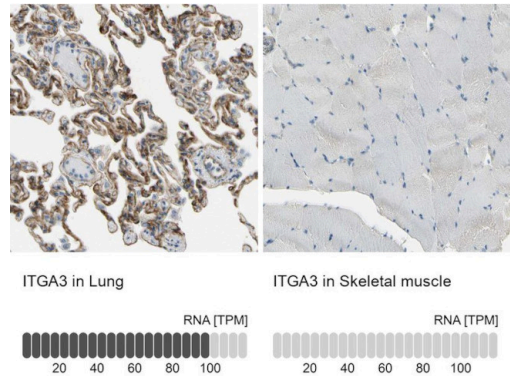 ITGA3 in Lung
RNA [TPM]
20 40 60 80 100
ITGA3 in Skeletal muscle
RNA [TPM]
20 40 60 80 100